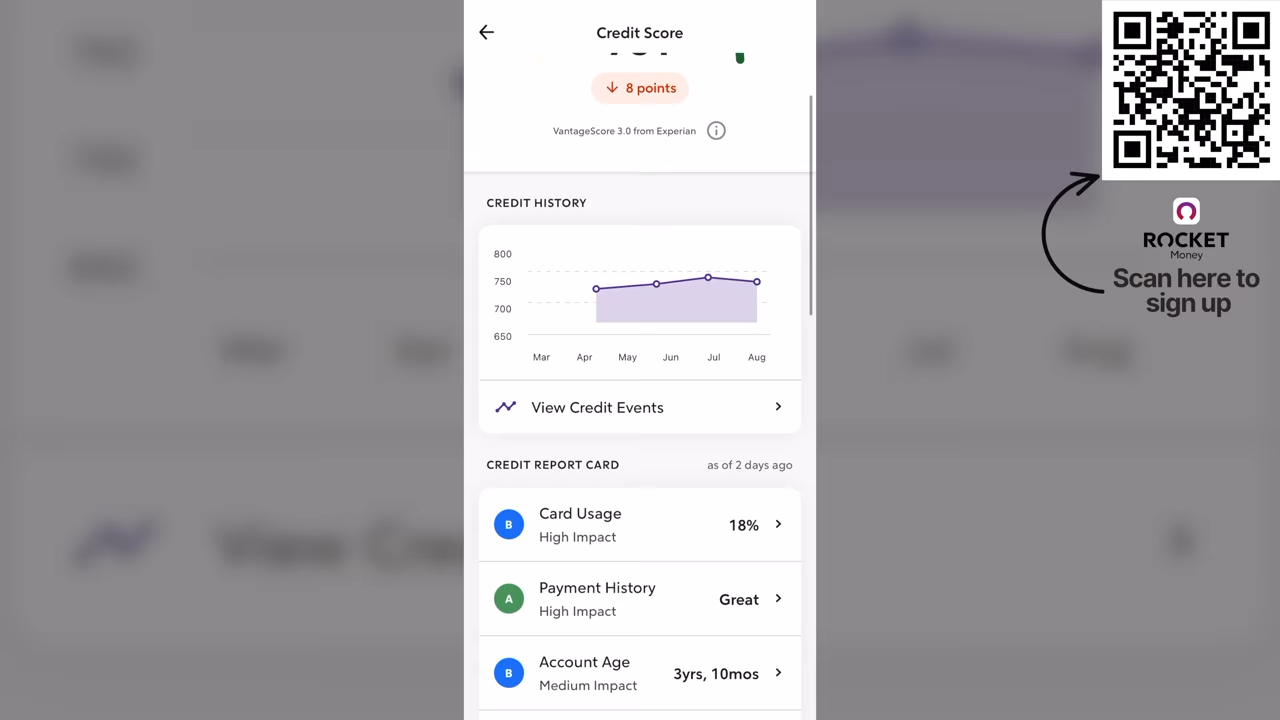 Credit Score
↓ 8 points
VantageScore 3.0 from Experian
CREDIT HISTORY
800
750
700
650
Mar Apr May Jun Jul Aug
View Credit Events
CREDIT REPORT CARD as of 2 days ago
B Card Usage 18%
High Impact
A Payment History Great
High Impact
B Account Age 3yrs, 10mos
Medium Impact
ROCKET
Money
Scan here to
sign up